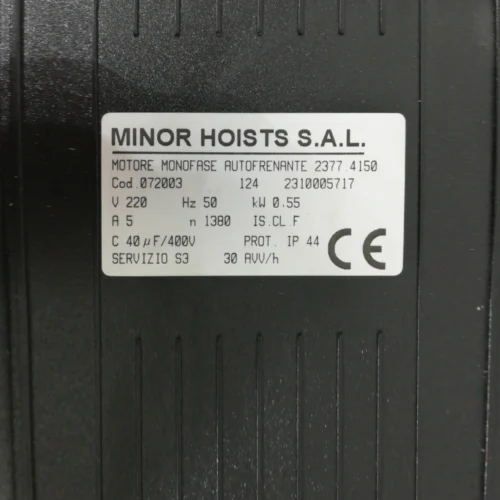 MINOR HOISTS S.A.L.
MOTORE MONOFASE AUTOFRENANTE 2377.4150
Cod.072003 124 2310005717
V 220 Hz 50 kW 0.55
A 5 n 1380 IS.CL.F
C 40µF/400V PROT. IP 44
SERVIZIO S3 30 AVV/h
CE